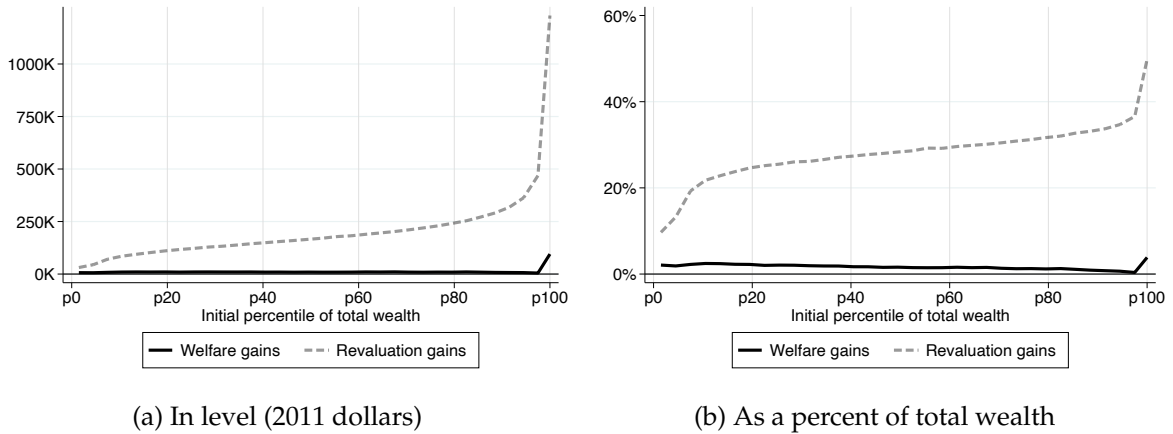 1000K
750K
500K
250K
0K
p0 p20 p40 p60 p80 p100
Initial percentile of total wealth
Welfare gains Revaluation gains
(a) In level (2011 dollars)
60%
40%
20%
0%
p0 p20 p40 p60 p80 p100
Initial percentile of total wealth
Welfare gains Revaluation gains
(b) As a percent of total wealth